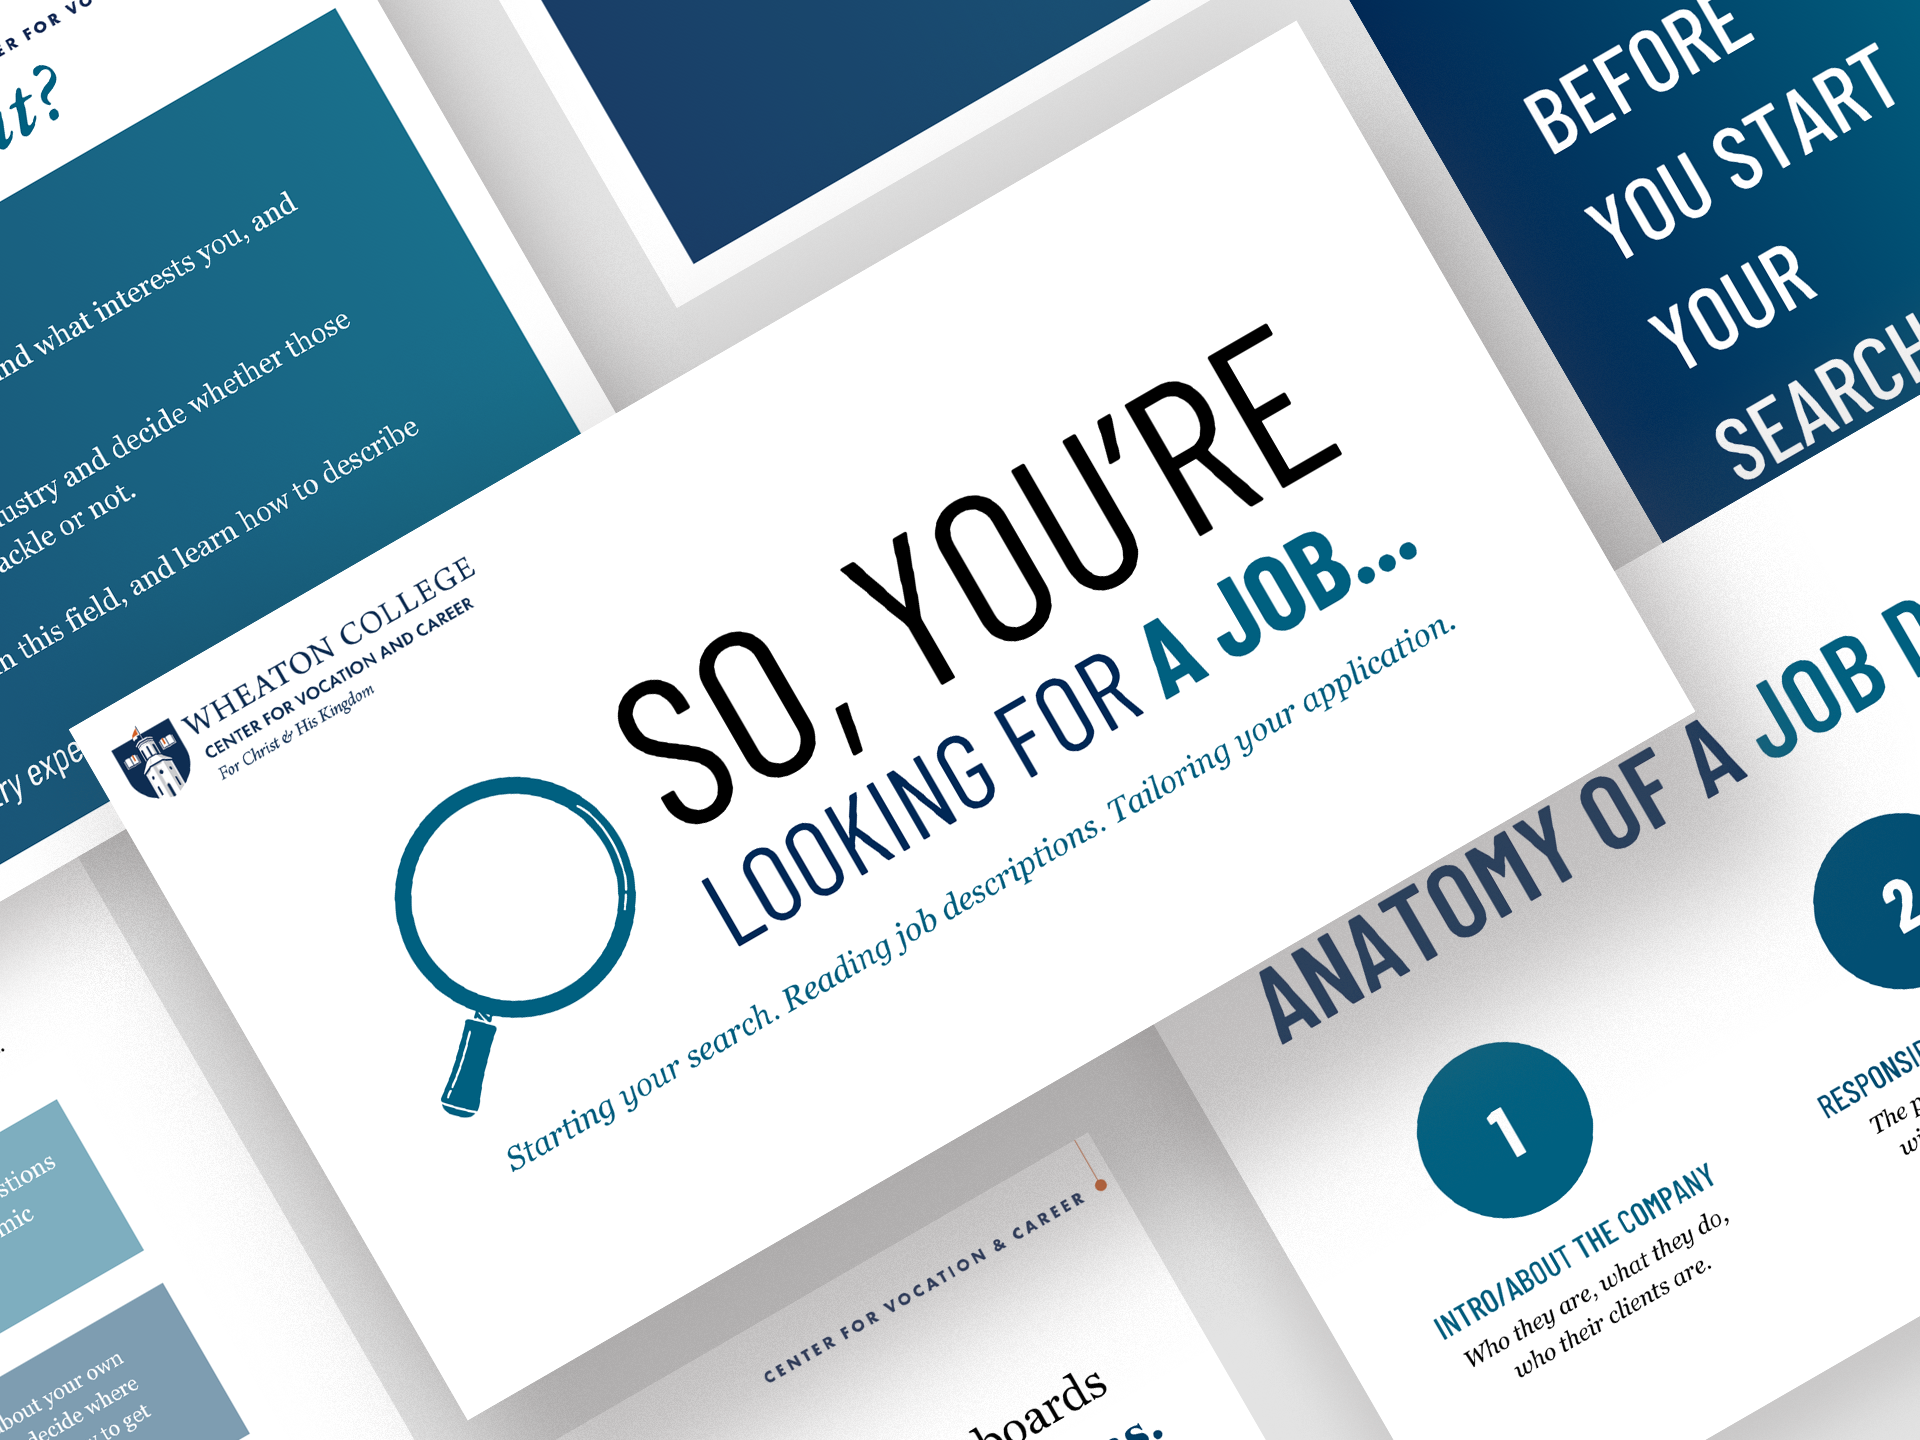 CENTER FOR VO
at?
and what interests you, and
ustry and decide whether those
ackle or not.
n this field, and learn how to describe
ry expe
BEFORE
YOU START
YOUR
SEARCH
WHEATON COLLEGE
CENTER FOR VOCATION AND CAREER
For Christ & His Kingdom
SO, YOU'RE
LOOKING FOR A JOB...
Starting your search. Reading job descriptions. Tailoring your application.
ANATOMY OF A JOB D
1
INTRO/ABOUT THE COMPANY
Who they are, what they do,
who their clients are.
2
RESPONSI
The p
wi
stions
mic
bout your own
decide where
y to get
CENTER FOR VOCATION & CAREER
boards
s.